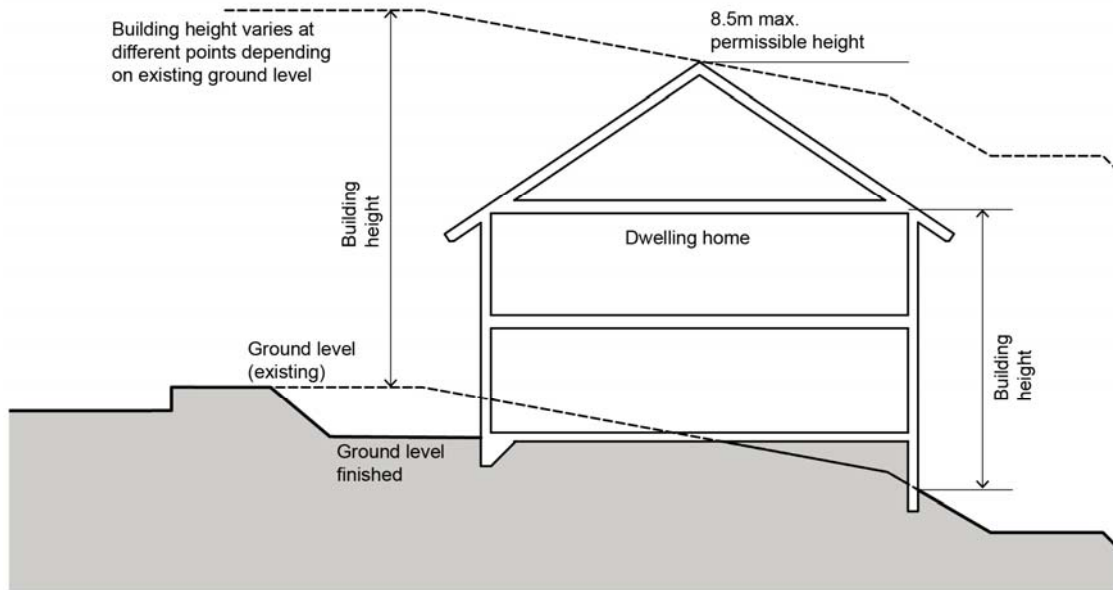 Building height varies at
different points depending
on existing ground level
8.5m max.
permissible height
Building
height
Dwelling home
Building
height
Ground level
(existing)
Ground level
finished